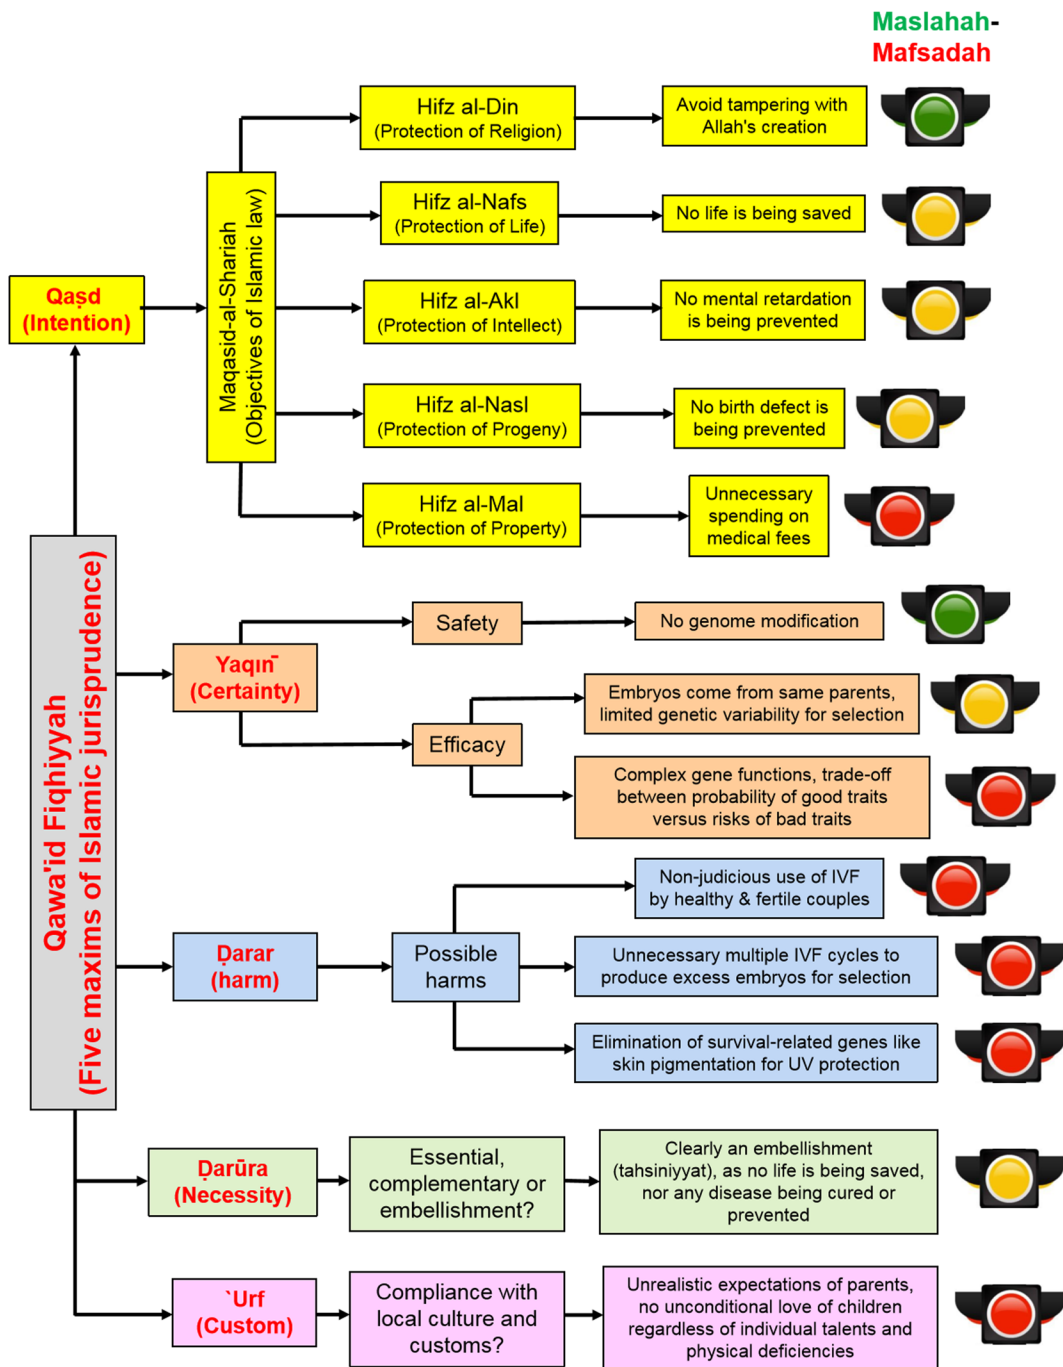 Maslahah-
Mafsadah
Hifz al-Din
(Protection of Religion)
Avoid tampering with
Allah's creation
Hifz al-Nafs
(Protection of Life)
No life is being saved
Qaṣd
(Intention)
Maqasid-al-Shariah
(Objectives of Islamic law)
Hifz al-Akl
(Protection of Intellect)
No mental retardation
is being prevented
Hifz al-Nasl
(Protection of Progeny)
No birth defect is
being prevented
Hifz al-Mal
(Protection of Property)
Unnecessary
spending on
medical fees
Qawa'id Fiqhiyyah
(Five maxims of Islamic jurisprudence)
Yaqın¯
(Certainty)
Safety
No genome modification
Efficacy
Embryos come from same parents,
limited genetic variability for selection
Complex gene functions, trade-off
between probability of good traits
versus risks of bad traits
Ḍarar
(harm)
Possible
harms
Non-judicious use of IVF
by healthy & fertile couples
Unnecessary multiple IVF cycles to
produce excess embryos for selection
Elimination of survival-related genes like
skin pigmentation for UV protection
Ḍarūra
(Necessity)
Essential,
complementary or
embellishment?
Clearly an embellishment
(tahsiniyyat), as no life is being saved,
nor any disease being cured or
prevented
`Urf
(Custom)
Compliance with
local culture and
customs?
Unrealistic expectations of parents,
no unconditional love of children
regardless of individual talents and
physical deficiencies